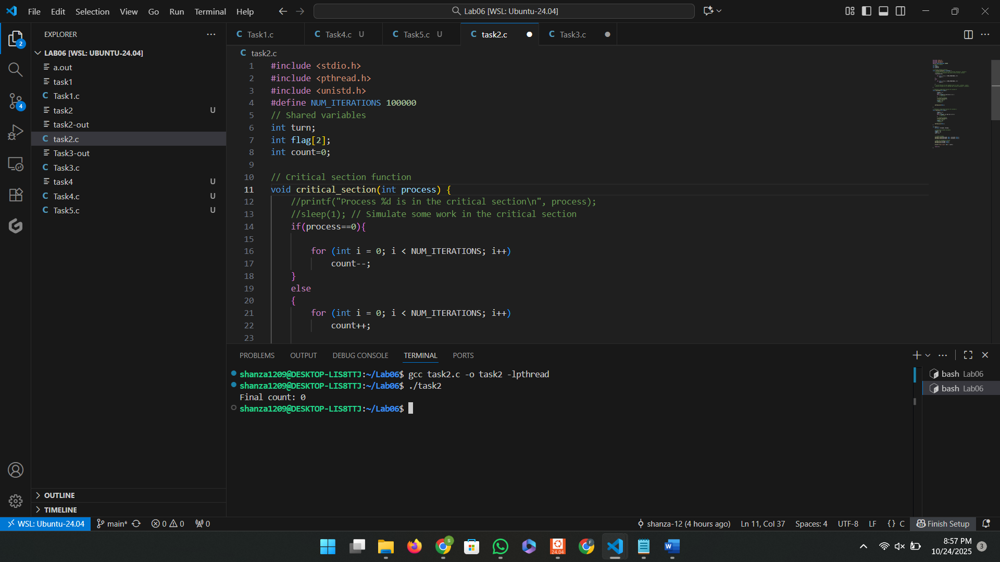 File Edit Selection View Go Run Terminal Help
Lab06 [WSL: Ubuntu-24.04]
EXPLORER
LAB06 [WSL: UBUNTU-24.04]
a.out
task1
Task1.c
task2 U
task2-out
task2.c
Task3-out
Task3.c
task4 U
Task4.c U
Task5.c U
OUTLINE
TIMELINE
2
4
Task1.c Task4.c U Task5.c U task2.c Task3.c
task2.c
1 #include <stdio.h>
2 #include <pthread.h>
3 #include <unistd.h>
4 #define NUM_ITERATIONS 100000
5 // Shared variables
6 int turn;
7 int flag[2];
8 int count=0;
9
10 // Critical section function
11 void critical_section(int process) {
12 //printf("Process %d is in the critical section\n", process);
13 //sleep(1); // Simulate some work in the critical section
14 if(process==0){
15
16 for (int i = 0; i < NUM_ITERATIONS; i++)
17 count--;
18 }
19 else
20 {
21 for (int i = 0; i < NUM_ITERATIONS; i++)
22 count++;
23
PROBLEMS OUTPUT DEBUG CONSOLE TERMINAL PORTS
shanza1209@DESKTOP-LIS8TTJ:~/Lab06$ gcc task2.c -o task2 -lpthread
shanza1209@DESKTOP-LIS8TTJ:~/Lab06$ ./task2
Final count: 0
shanza1209@DESKTOP-LIS8TTJ:~/Lab06$
bash Lab06
bash Lab06
WSL: Ubuntu-24.04 main* 0 0 0 shanza-12 (4 hours ago) Ln 11, Col 37 Spaces: 4 UTF-8 LF {} C Finish Setup
S
24.04
F
W
8:57 PM
10/24/2025
3